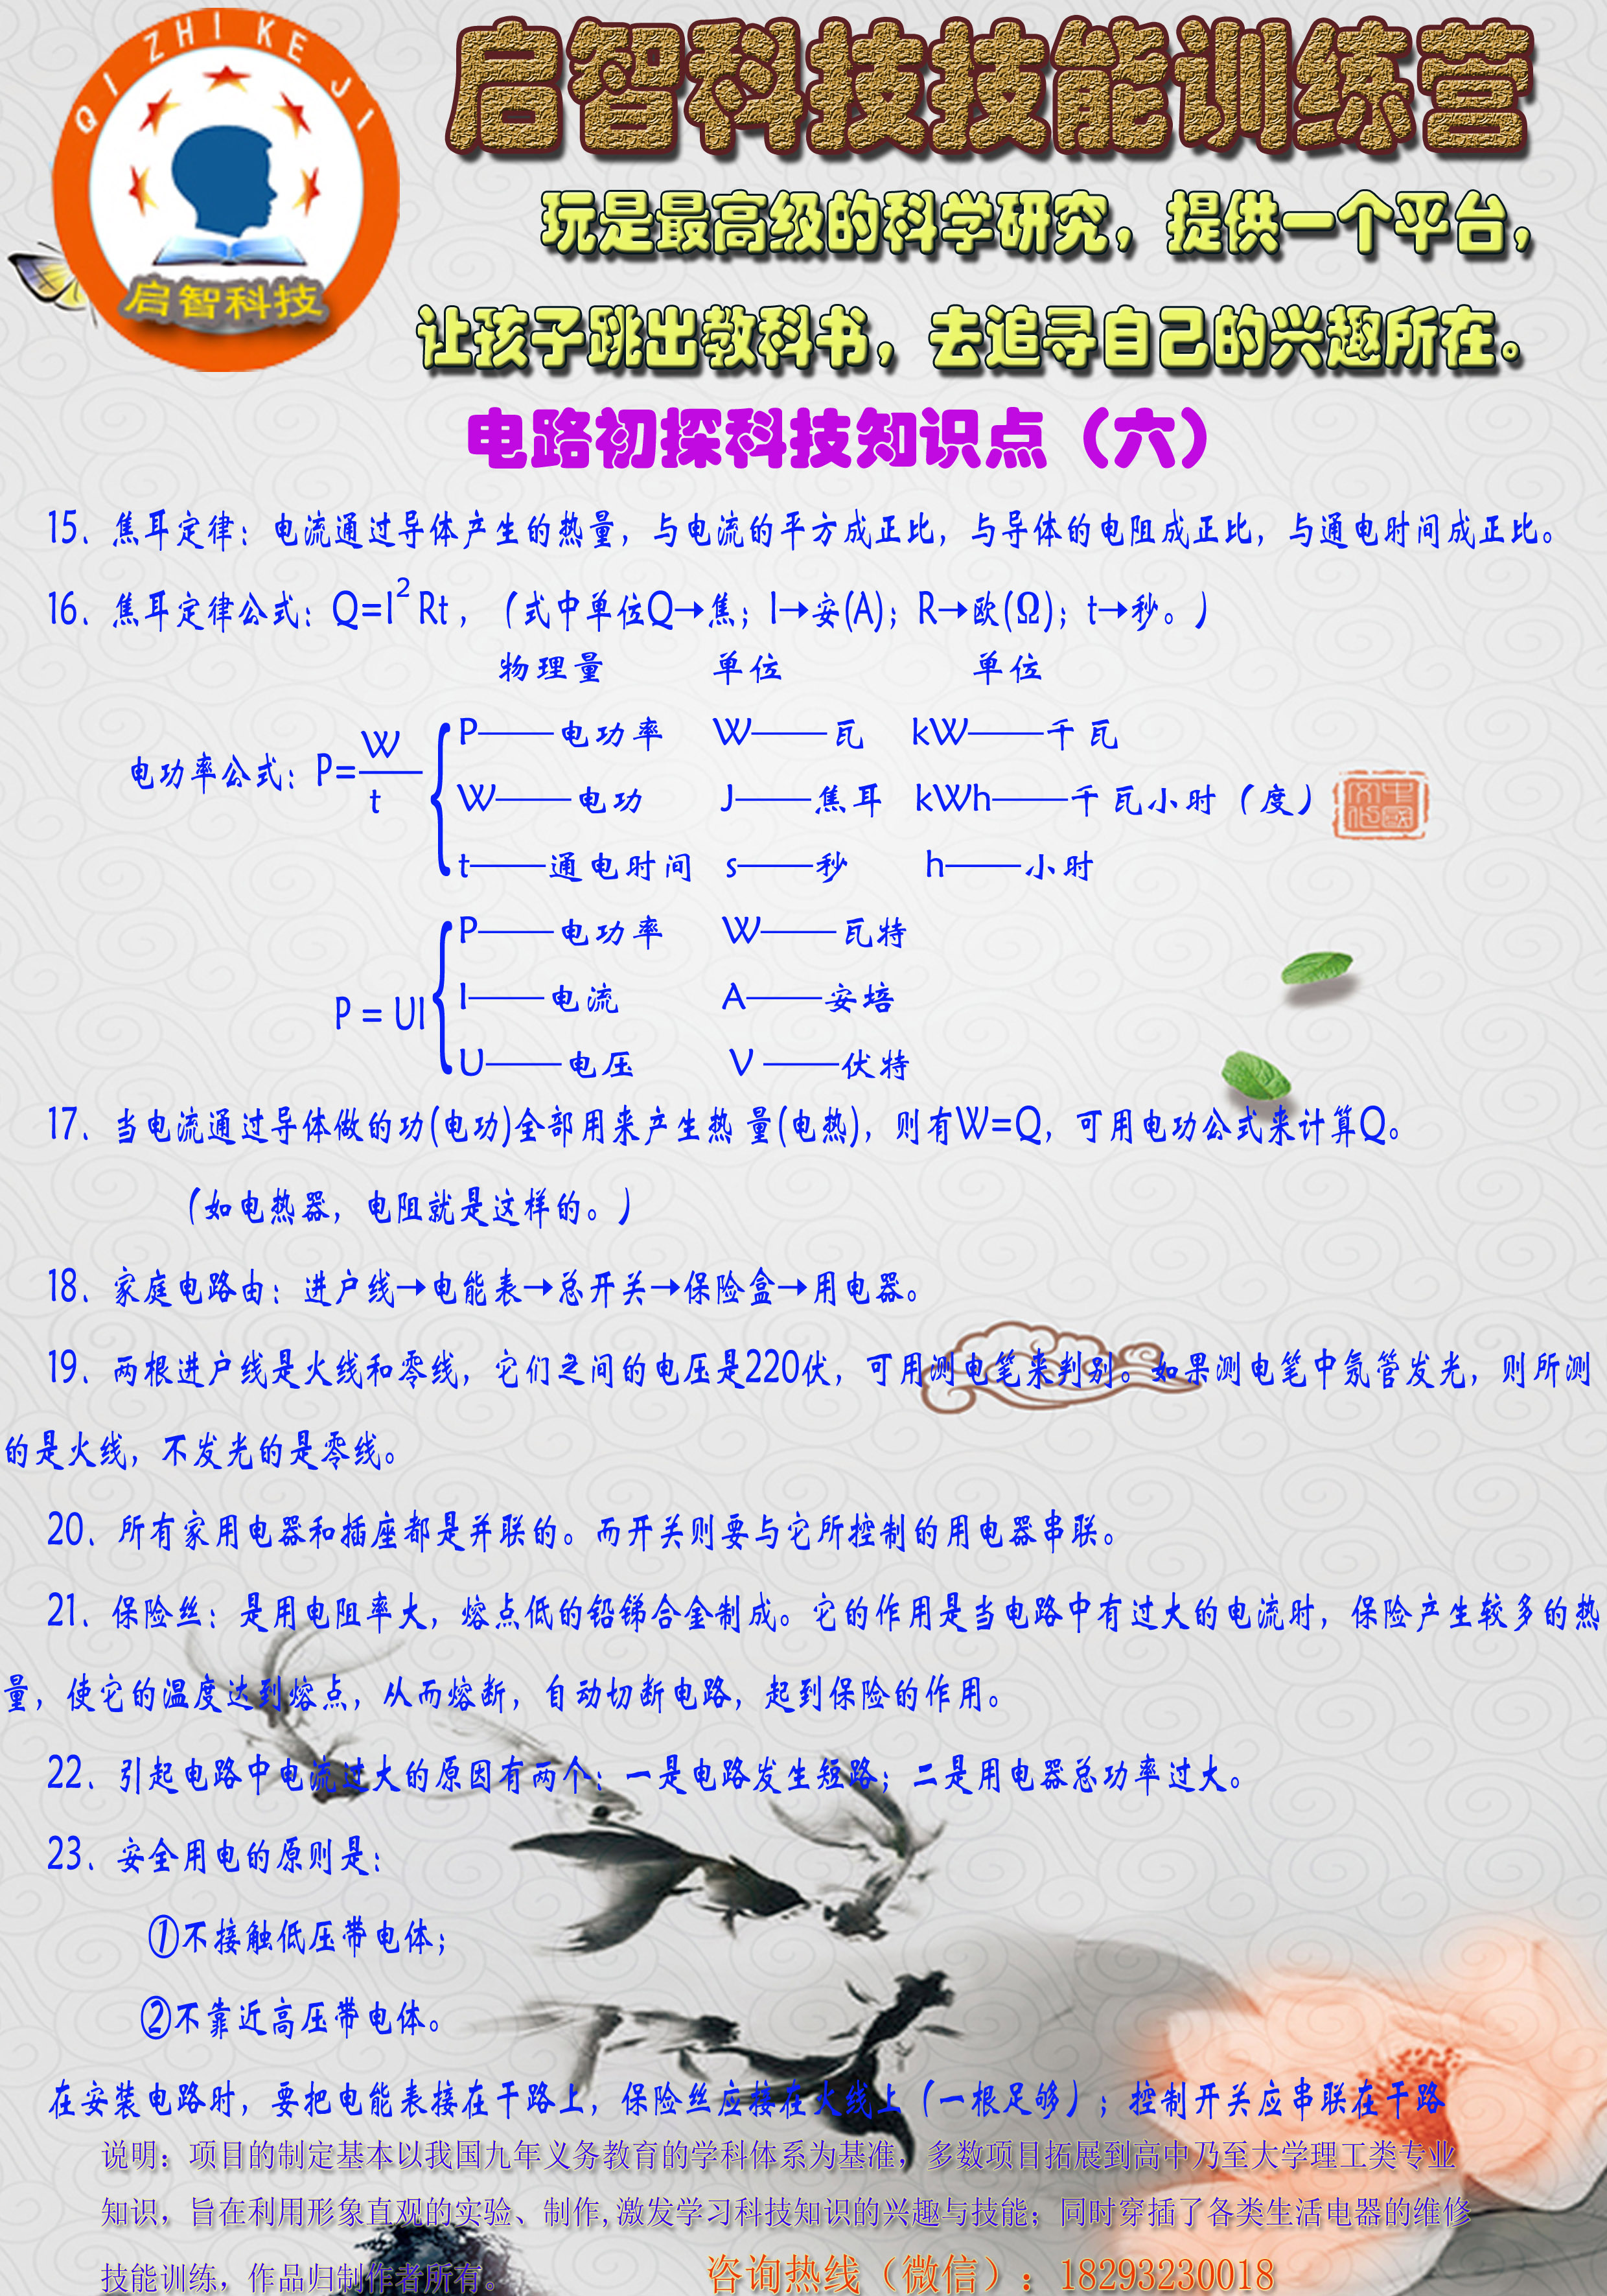 QI ZHI KE JI
启智科技
启智科技技能训练营
玩是最高级的科学研究，提供一个平台，
让孩子跳出教科书，去追寻自己的兴趣所在。
电路初探科技知识点（六）
15、焦耳定律：电流通过导体产生的热量，与电流的平方成正比，与导体的电阻成正比，与通电时间成正比。
16、焦耳定律公式：Q=I² Rt ，（式中单位Q→焦；I→安(A)；R→欧(Ω)；t→秒。）
物理量 单位 单位
P——电功率 W——瓦 kW——千瓦
电功率公式：P=W/t
W——电功 J——焦耳 kWh——千瓦小时（度）
中国文化
t——通电时间 s——秒 h——小时
P——电功率 W——瓦特
P = UI
I——电流 A——安培
U——电压 V ——伏特
17、当电流通过导体做的功(电功)全部用来产生热 量(电热)，则有W=Q，可用电功公式来计算Q。
（如电热器，电阻就是这样的。）
18、家庭电路由：进户线→电能表→总开关→保险盒→用电器。
19、两根进户线是火线和零线，它们之间的电压是220伏，可用测电笔来判别。如果测电笔中氖管发光，则所测
的是火线，不发光的是零线。
20、所有家用电器和插座都是并联的。而开关则要与它所控制的用电器串联。
21、保险丝：是用电阻率大，熔点低的铅锑合金制成。它的作用是当电路中有过大的电流时，保险产生较多的热
量，使它的温度达到熔点，从而熔断，自动切断电路，起到保险的作用。
22、引起电路中电流过大的原因有两个：一是电路发生短路；二是用电器总功率过大。
23、安全用电的原则是：
①不接触低压带电体；
②不靠近高压带电体。
在安装电路时，要把电能表接在干路上，保险丝应接在火线上（一根足够）；控制开关应串联在干路
说明：项目的制定基本以我国九年义务教育的学科体系为基准，多数项目拓展到高中乃至大学理工类专业
知识，旨在利用形象直观的实验、制作,激发学习科技知识的兴趣与技能；同时穿插了各类生活电器的维修
技能训练，作品归制作者所有。
咨询热线（微信）：18293230018